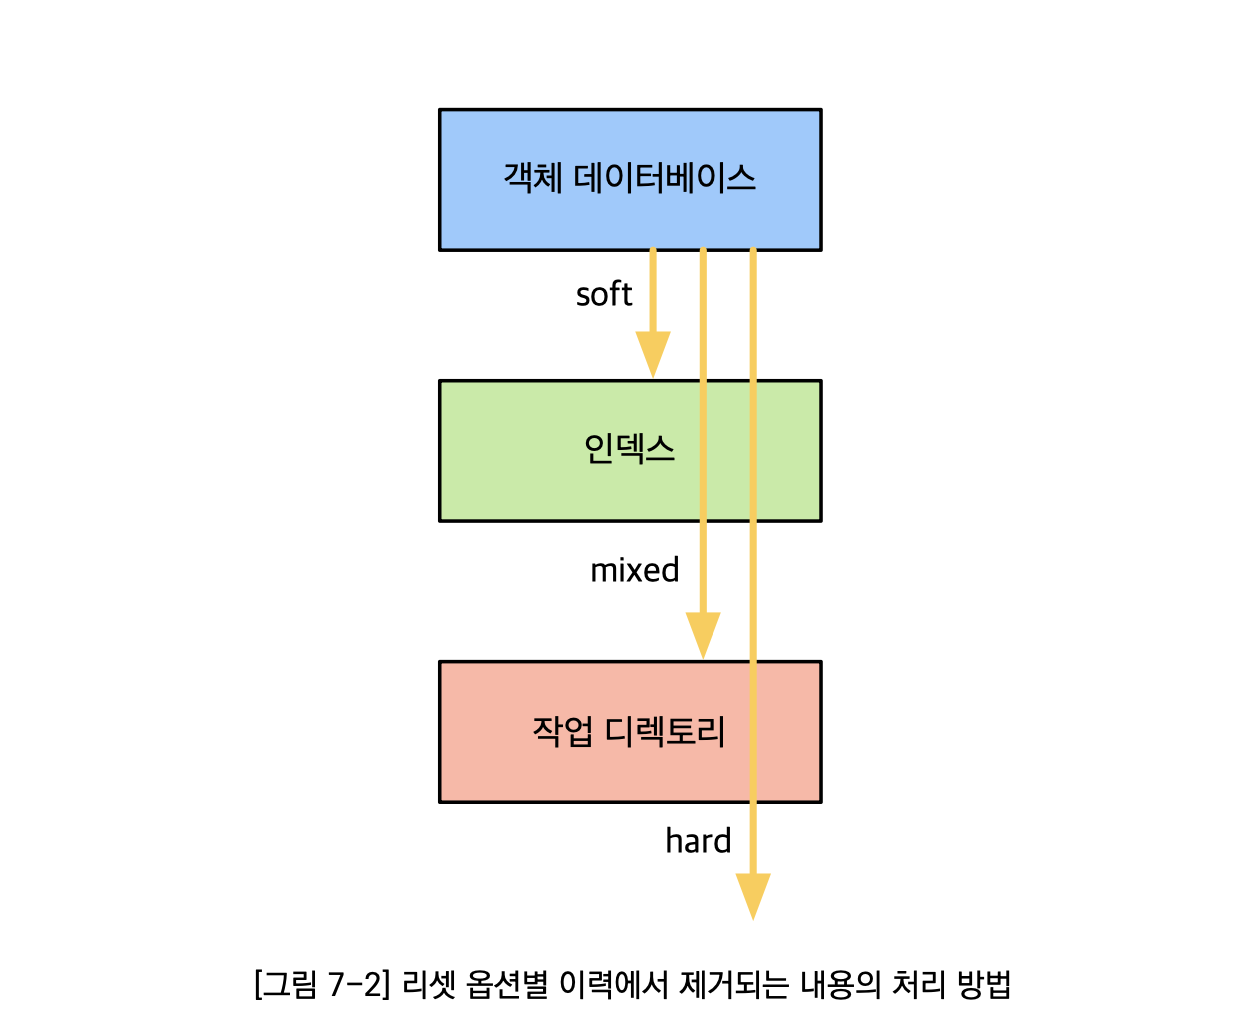 객체 데이터베이스
soft
인덱스
mixed
작업 디렉토리
hard
[그림 7-2] 리셋 옵션별 이력에서 제거되는 내용의 처리 방법